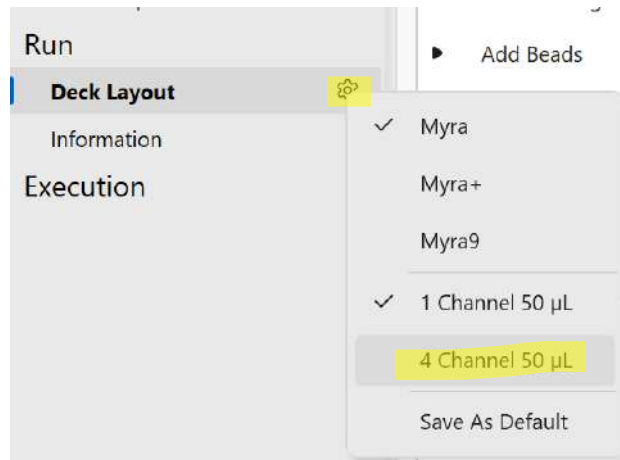 Run
Add Beads
Deck Layout
Myra
Information
Myra+
Execution
Myra9
1 Channel 50 µL
4 Channel 50 µL
Save As Default